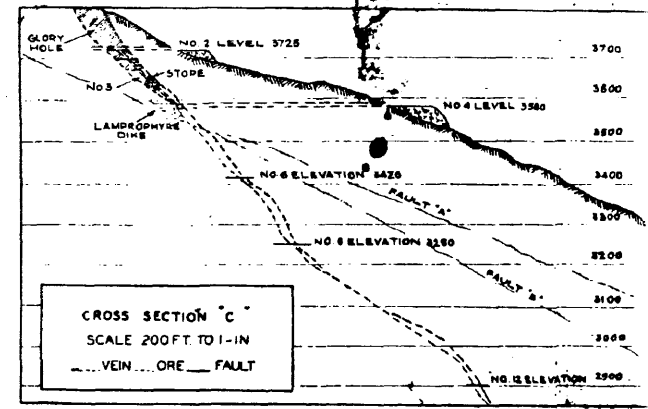 GLORY
HOLE
NO. 2 LEVEL 3725
3700
NO 3
STOPE
3600
NO 4 LEVEL 3580
LAMPROPHYRE
DIKE
3500
3400
NO. 6 ELEVATION 3420
FAULT "A"
3300
NO. 8 ELEVATION 3250
3200
FAULT "B"
3100
3000
NO. 12 ELEVATION
2900
CROSS SECTION "C"
SCALE 200 FT. TO 1-IN
VEIN ORE FAULT